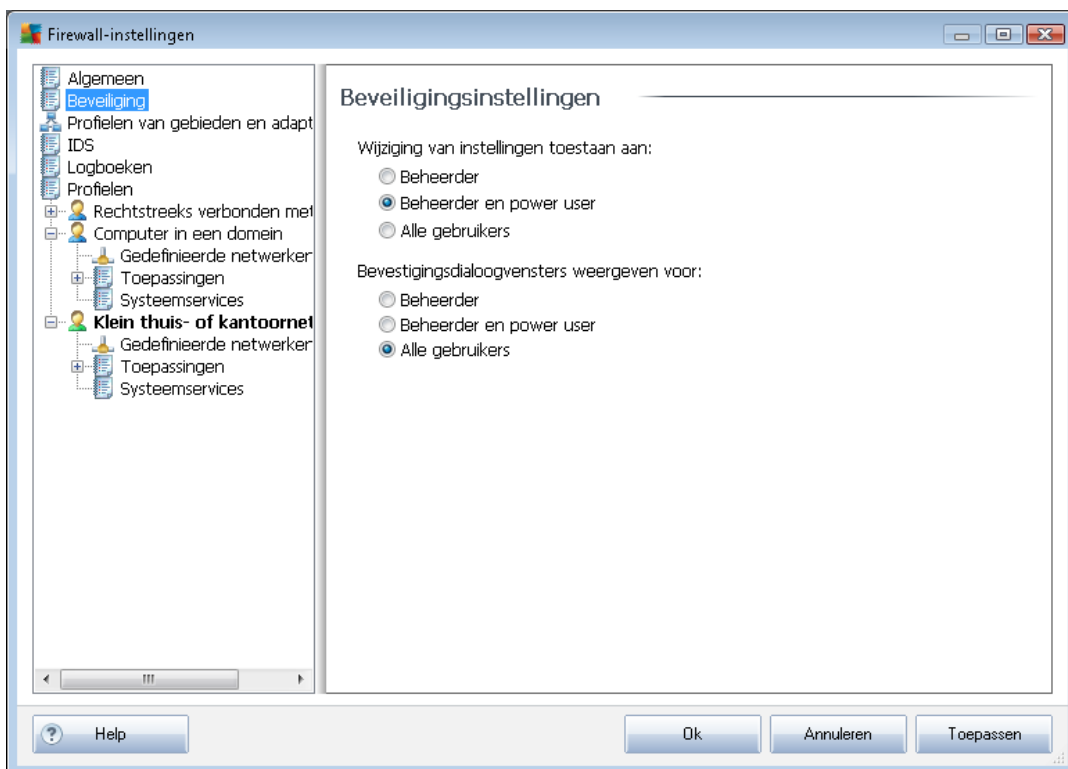 Firewall-instellingen
Algemeen
Beveiliging
Profielen van gebieden en adapt
IDS
Logboeken
Profielen
Rechtstreeks verbonden met
Computer in een domein
Gedefinieerde netwerker
Toepassingen
Systeemservices
Klein thuis- of kantoornet
Gedefinieerde netwerker
Toepassingen
Systeemservices
Beveiligingsinstellingen
Wijziging van instellingen toestaan aan:
Beheerder
Beheerder en power user
Alle gebruikers
Bevestigingsdialoogvensters weergeven voor:
Beheerder
Beheerder en power user
Alle gebruikers
Help
Ok
Annuleren
Toepassen